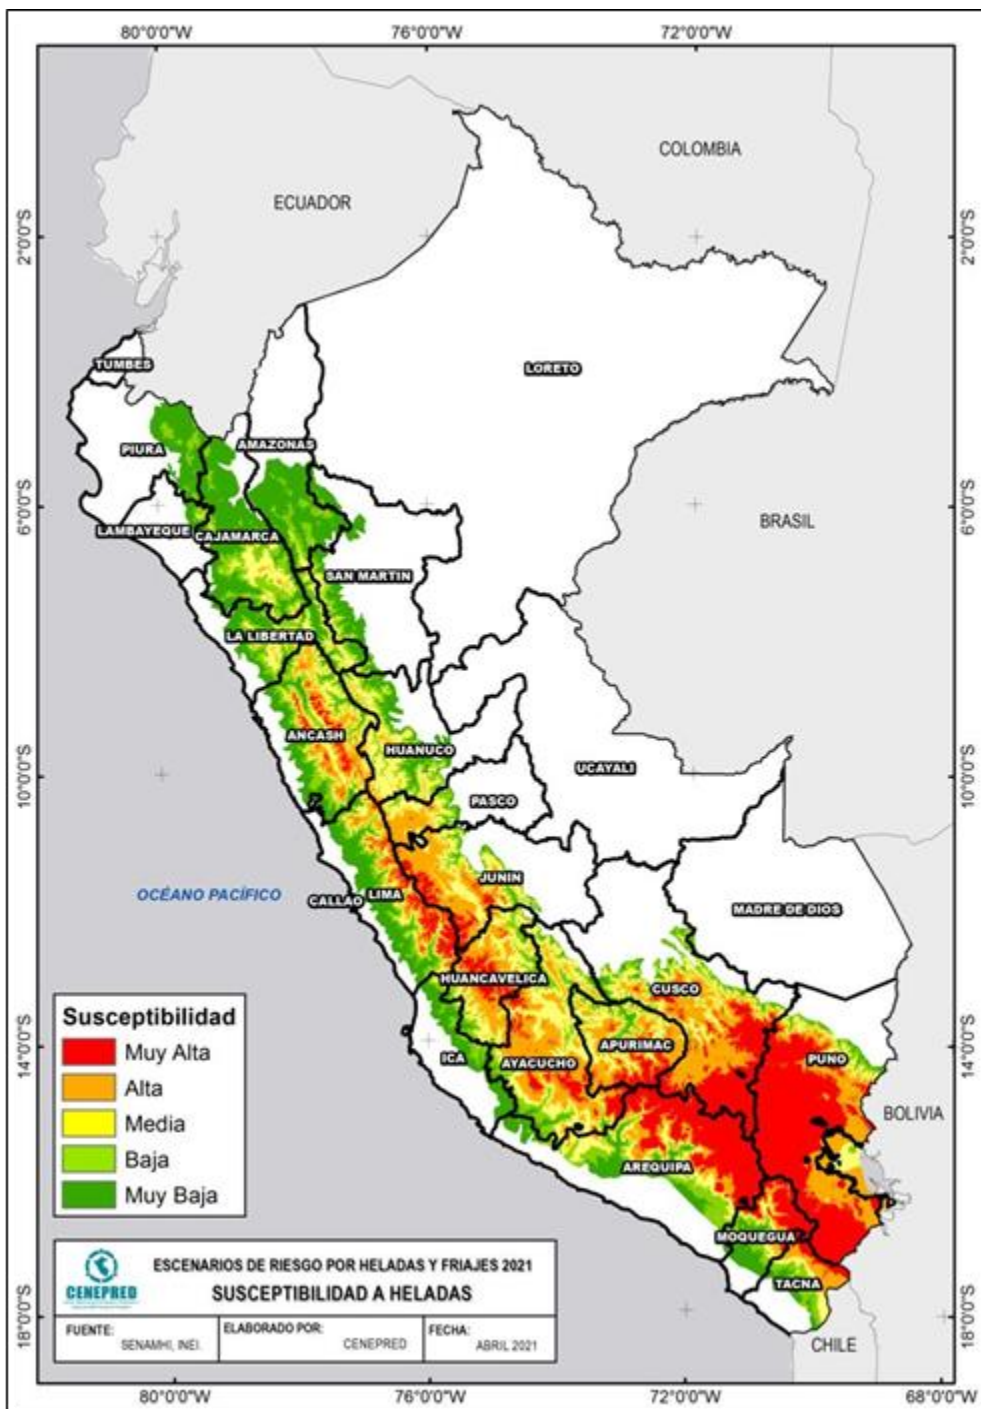 80°0'0"W
76°0'0"W
72°0'0"W
COLOMBIA
ECUADOR
2°0'0"S
2°0'0"S
TUMBES
LORETO
PIURA
AMAZONAS
6°0'0"S
6°0'0"S
BRASIL
LAMBAYEQUE
CAJAMARCA
SAN MARTIN
LA LIBERTAD
ANCASH
HUANUCO
UCAYALI
10°0'0"S
10°0'0"S
PASCO
JUNIN
OCÉANO PACÍFICO
CALLAO
LIMA
MADRE DE DIOS
HUANCAVELICA
CUSCO
Susceptibilidad
Muy Alta
Alta
Media
Baja
Muy Baja
14°0'0"S
14°0'0"S
ICA
AYACUCHO
APURIMAC
PUNO
BOLIVIA
AREQUIPA
MOQUEGUA
TACNA
CHILE
CENEPRED
ESCENARIOS DE RIESGO POR HELADAS Y FRIAJES 2021
SUSCEPTIBILIDAD A HELADAS
FUENTE:
SENAMHI, INEI.
ELABORADO POR:
CENEPRED
FECHA:
ABRIL 2021
18°0'0"S
18°0'0"S
80°0'0"W
76°0'0"W
72°0'0"W
68°0'0"W